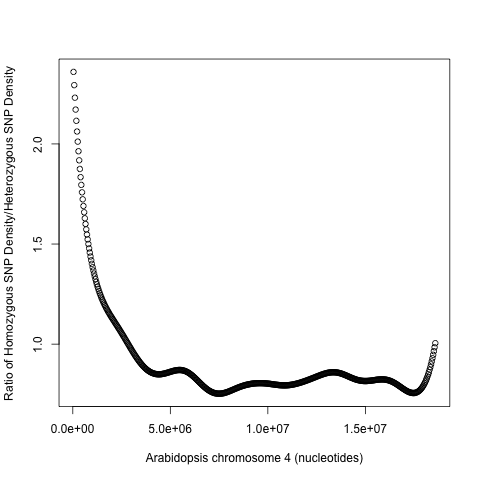 Ratio of Homozygous SNP Density/Heterozygous SNP Density
2.0
1.5
1.0
0.0e+00 5.0e+06 1.0e+07 1.5e+07
Arabidopsis chromosome 4 (nucleotides)